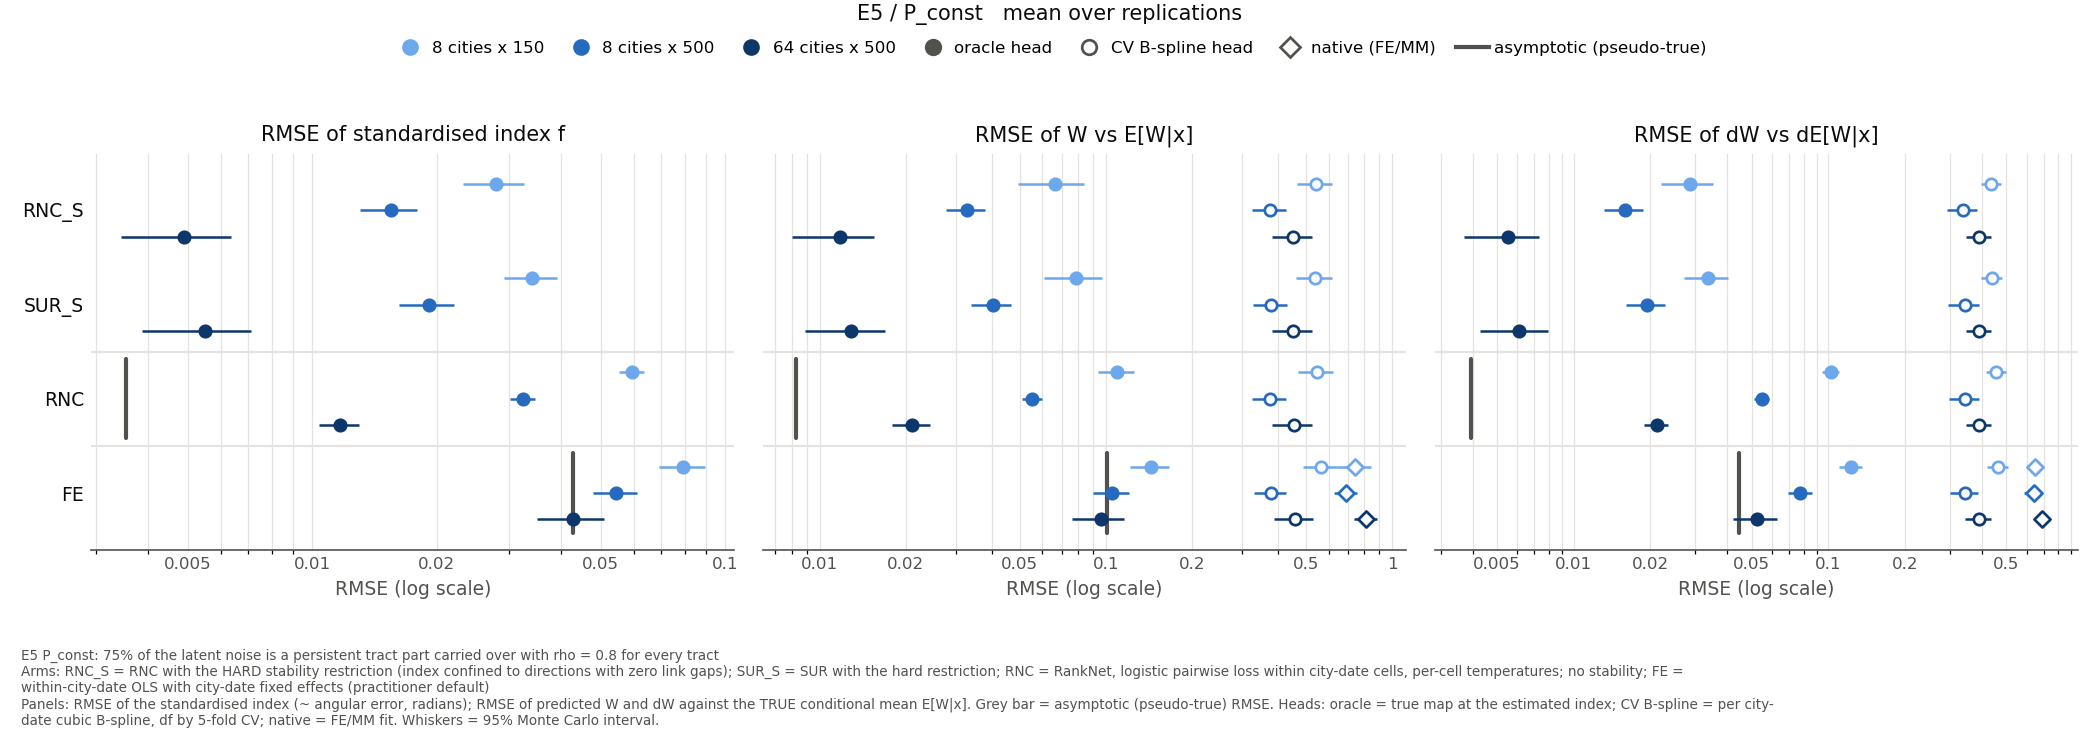 E5 / P_const   mean over replications
8 cities x 150   8 cities x 500   64 cities x 500   oracle head   CV B-spline head   native (FE/MM)   asymptotic (pseudo-true)
RMSE of standardised index f   RMSE of W vs E[W|x]   RMSE of dW vs dE[W|x]
RNC_S
SUR_S
RNC
FE
0.005   0.01   0.02   0.05   0.1   0.01   0.02   0.05   0.1   0.2   0.5   1   0.005   0.01   0.02   0.05   0.1   0.2   0.5
RMSE (log scale)   RMSE (log scale)   RMSE (log scale)
E5 P_const: 75% of the latent noise is a persistent tract part carried over with rho = 0.8 for every tract
Arms: RNC_S = RNC with the HARD stability restriction (index confined to directions with zero link gaps); SUR_S = SUR with the hard restriction; RNC = RankNet, logistic pairwise loss within city-date cells, per-cell temperatures; no stability; FE =
within-city-date OLS with city-date fixed effects (practitioner default)
Panels: RMSE of the standardised index (~ angular error, radians); RMSE of predicted W and dW against the TRUE conditional mean E[W|x]. Grey bar = asymptotic (pseudo-true) RMSE. Heads: oracle = true map at the estimated index; CV B-spline = per city-
date cubic B-spline, df by 5-fold CV; native = FE/MM fit. Whiskers = 95% Monte Carlo interval.